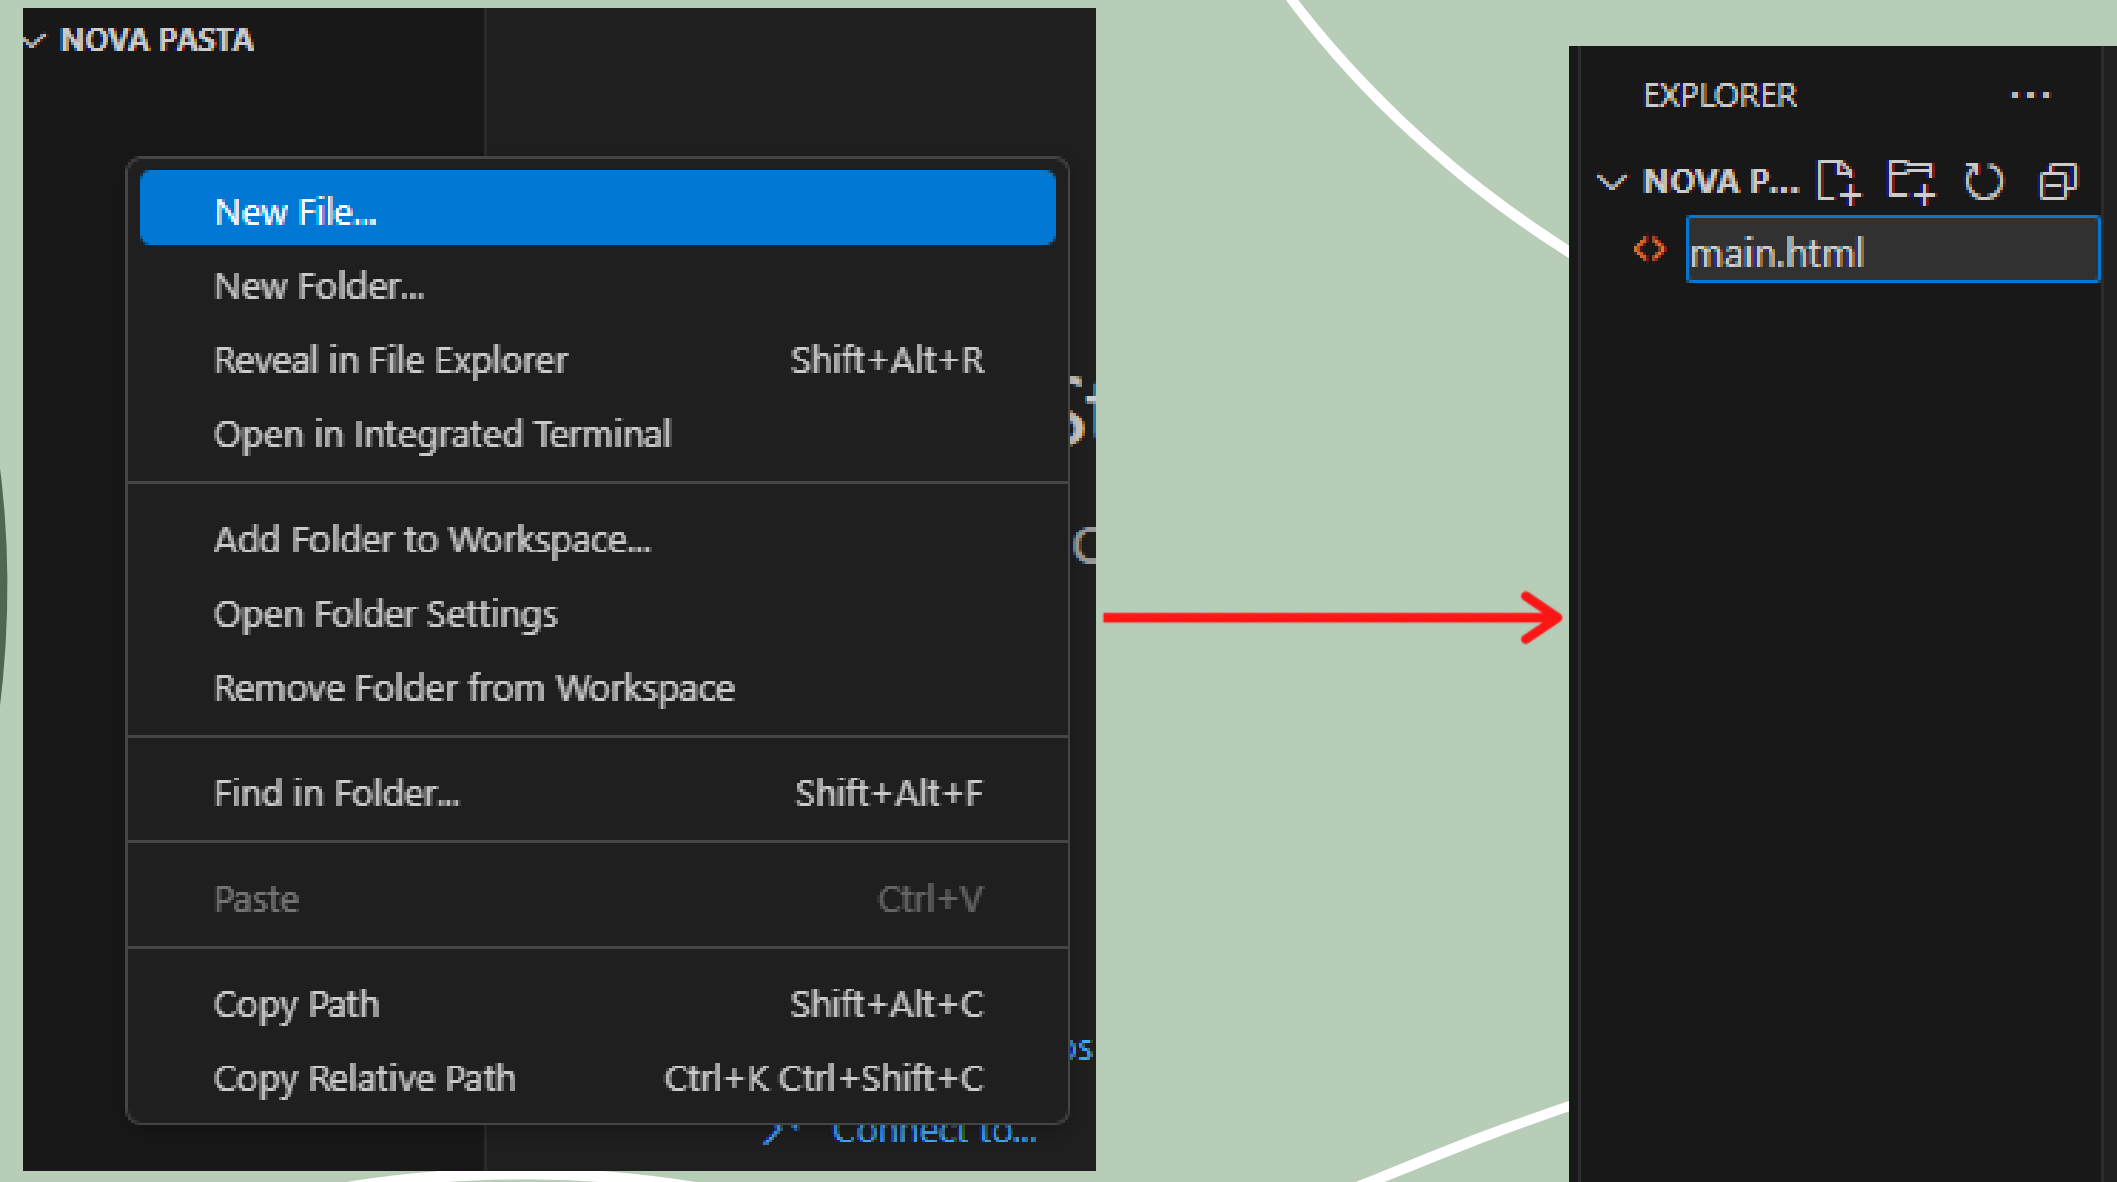 NOVA PASTA
New File...
New Folder...
Reveal in File Explorer Shift+Alt+R
Open in Integrated Terminal
Add Folder to Workspace...
Open Folder Settings
Remove Folder from Workspace
Find in Folder... Shift+Alt+F
Paste Ctrl+V
Copy Path Shift+Alt+C
Copy Relative Path Ctrl+K Ctrl+Shift+C
Connect to...
EXPLORER ...
NOVA P...
main.html